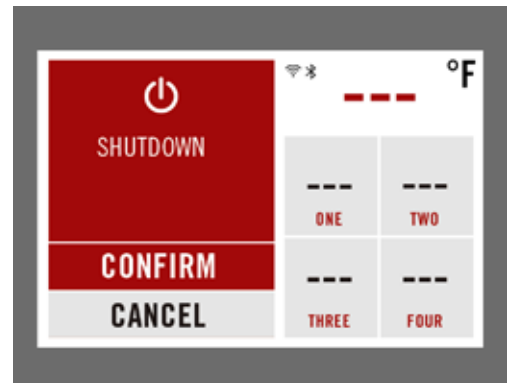 SHUTDOWN
CONFIRM
CANCEL
--- °F
---
ONE
---
TWO
---
THREE
---
FOUR